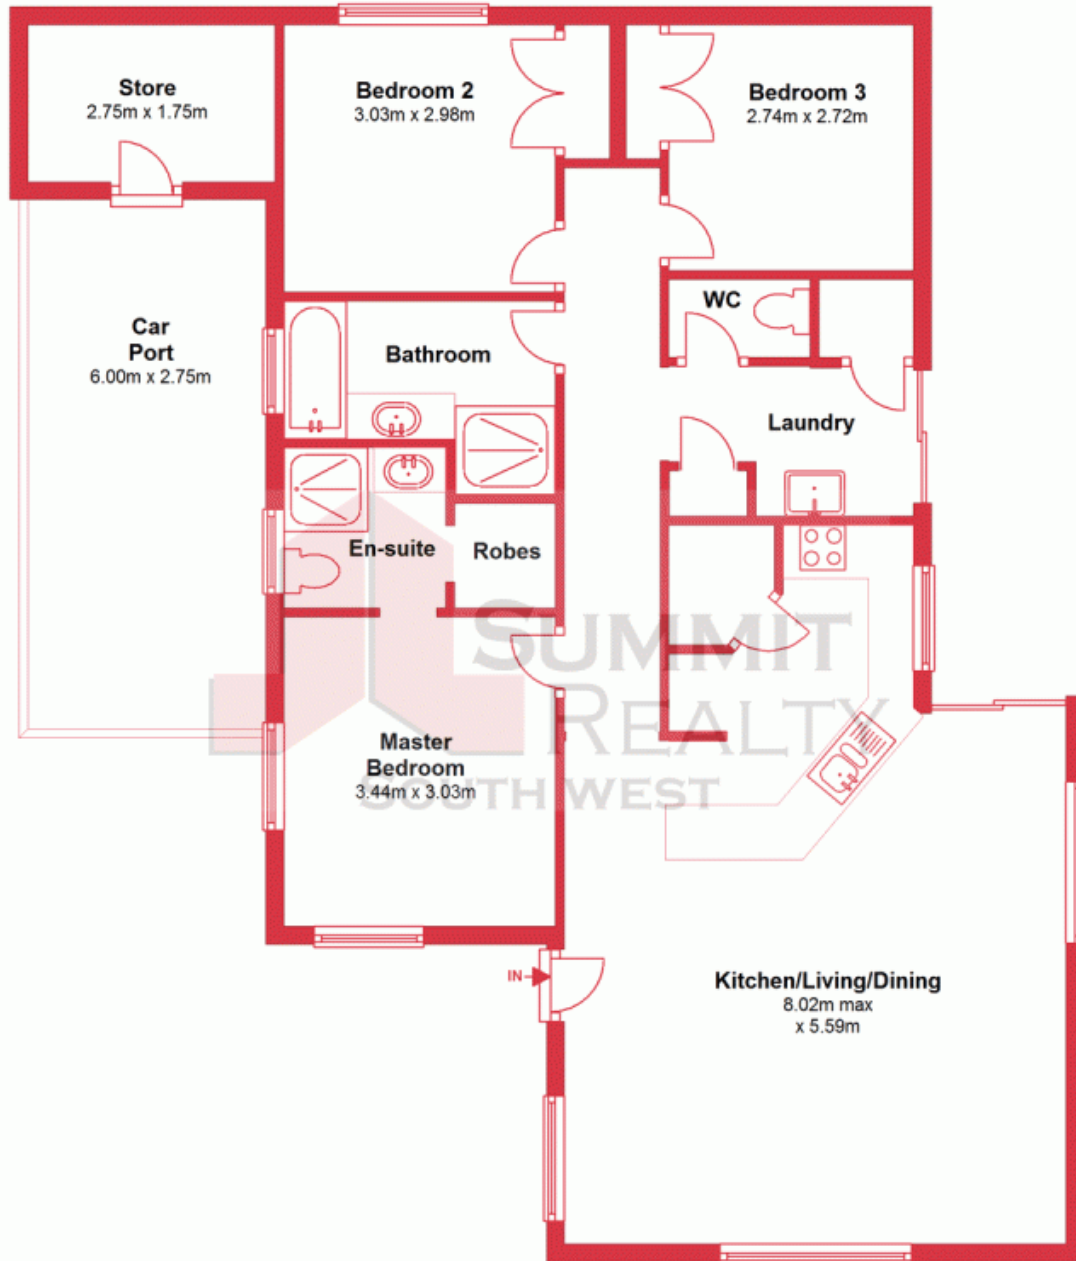 Store
2.75m x 1.75m
Bedroom 2
3.03m x 2.98m
Bedroom 3
2.74m x 2.72m
WC
Car
Port
6.00m x 2.75m
Bathroom
Laundry
En-suite
Robes
SUMMIT
REALTY
SOUTH WEST
Master
Bedroom
3.44m x 3.03m
IN
Kitchen/Living/Dining
8.02m max
x 5.59m